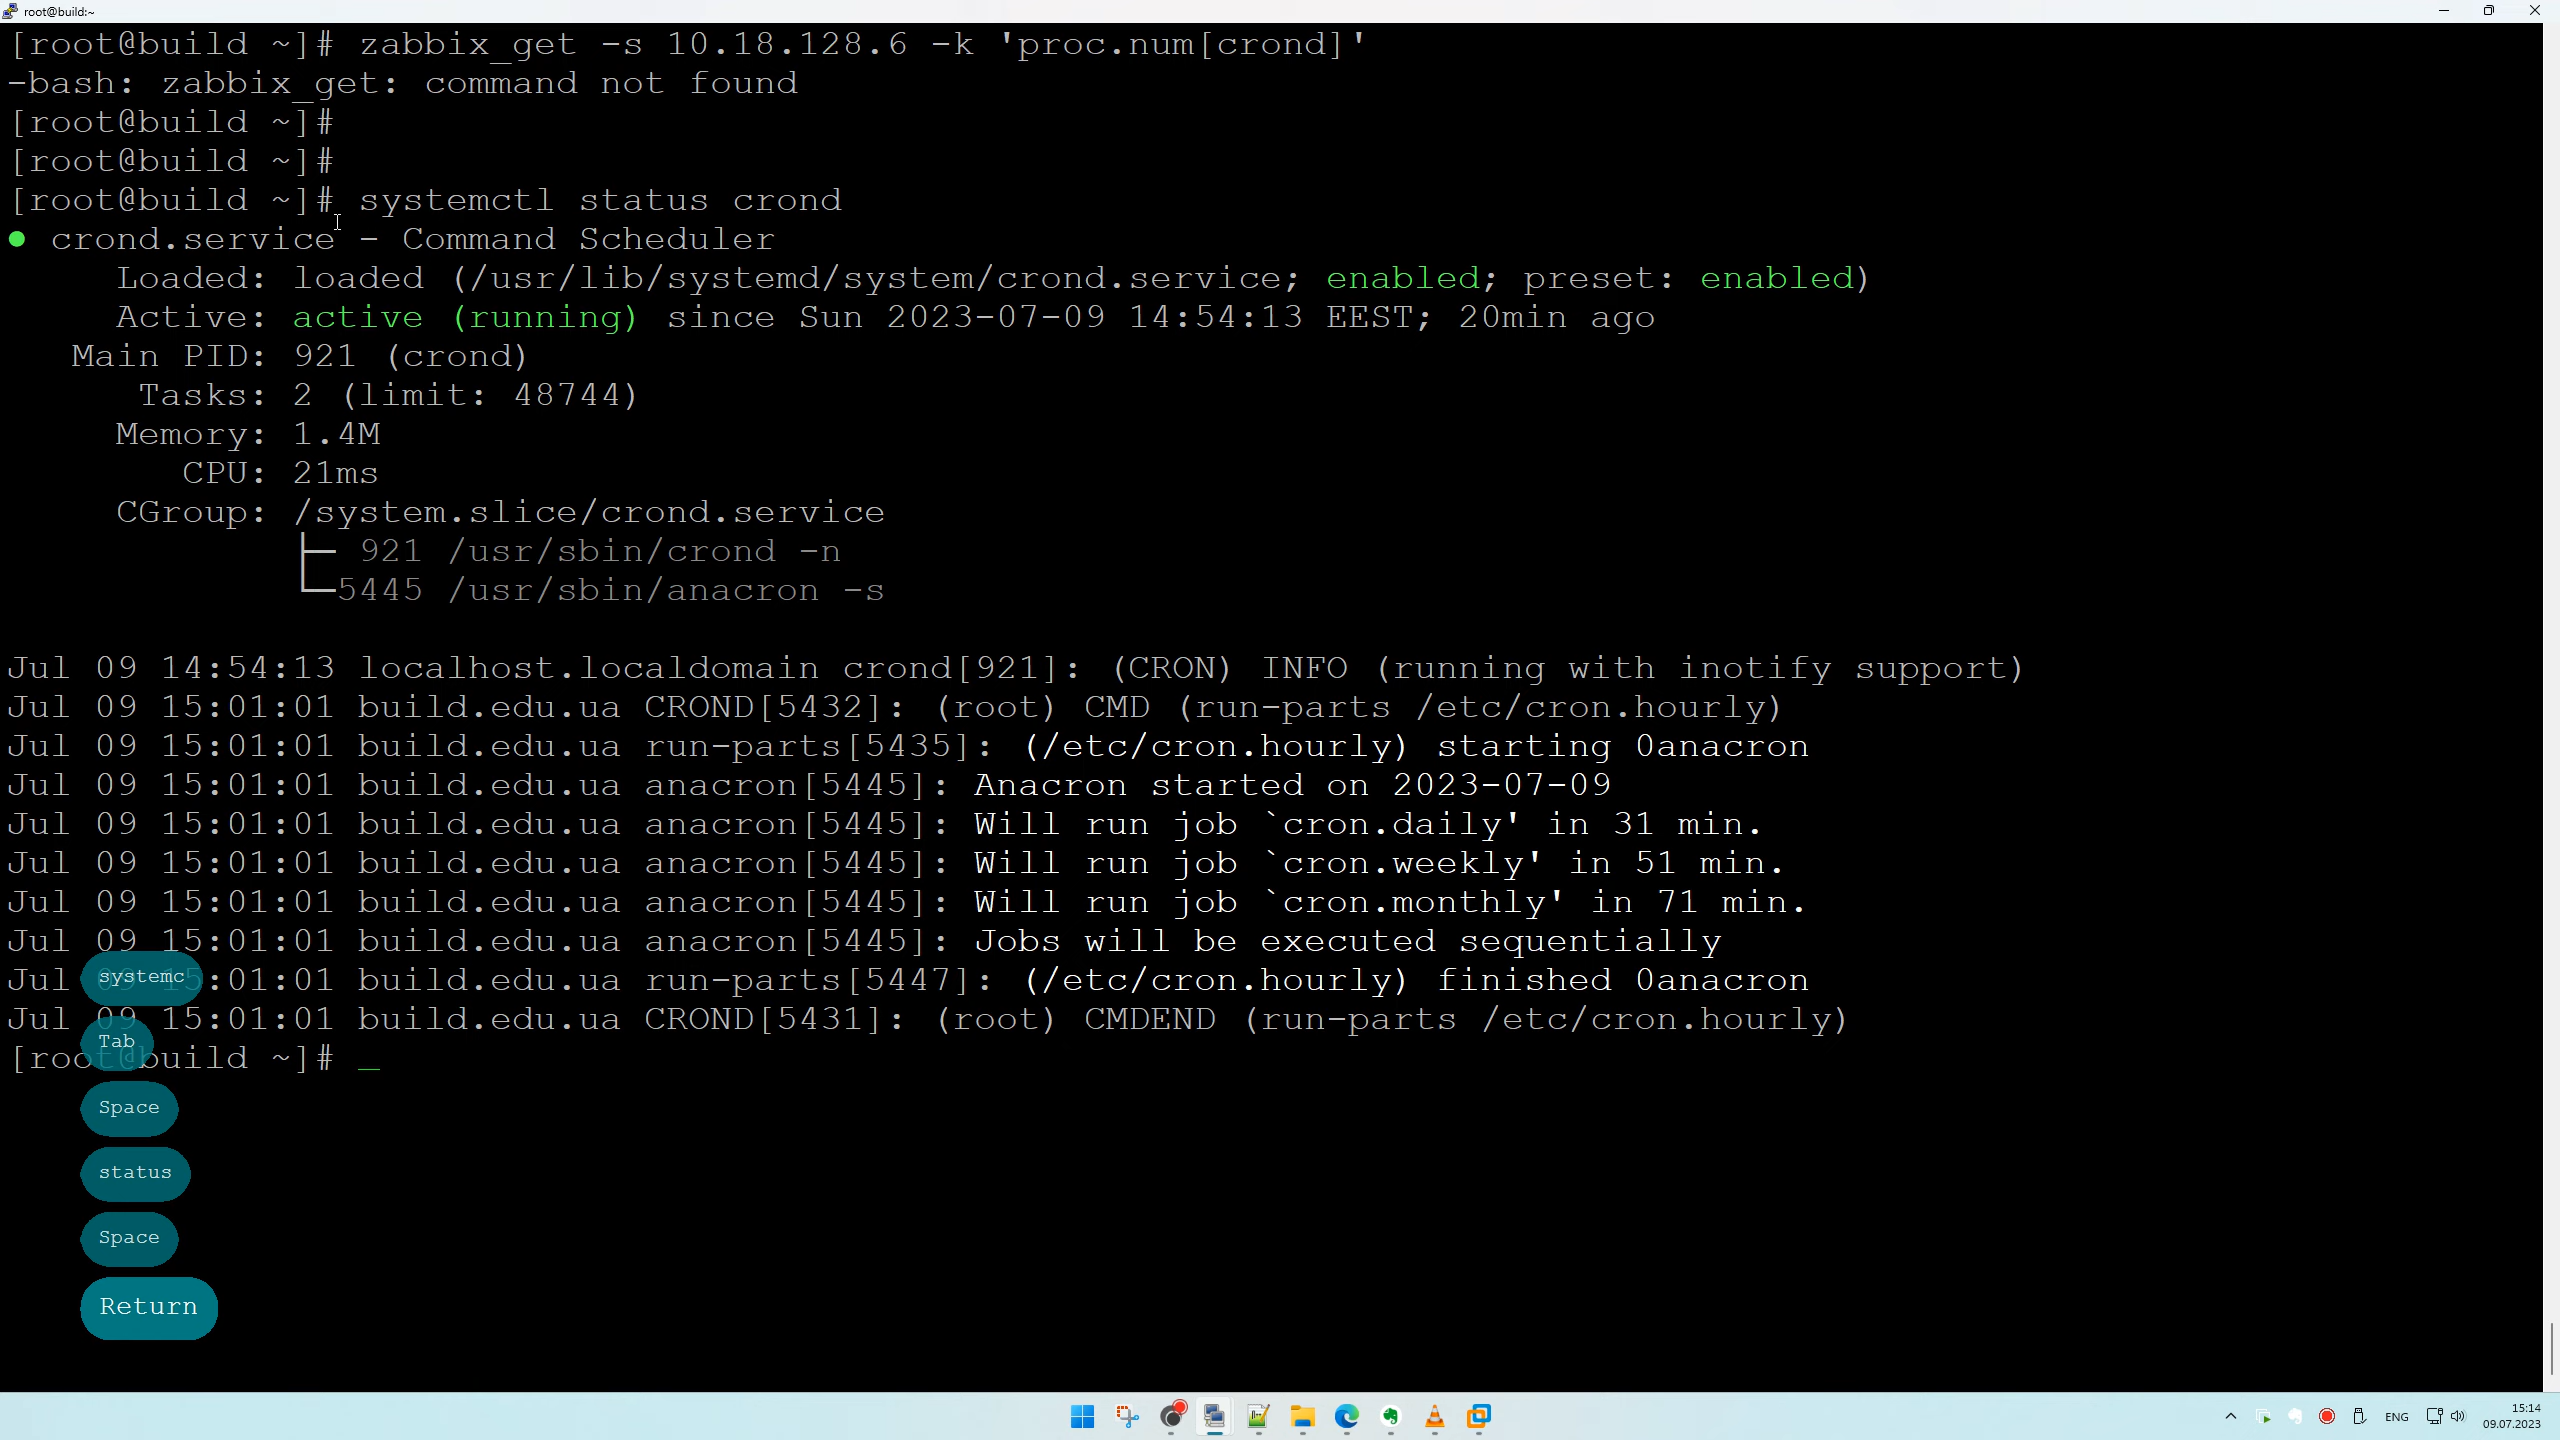 root@build:~
[root@build ~]# zabbix_get -s 10.18.128.6 -k 'proc.num[crond]'
-bash: zabbix_get: command not found
[root@build ~]#
[root@build ~]#
[root@build ~]# systemctl status crond
● crond.service - Command Scheduler
Loaded: loaded (/usr/lib/systemd/system/crond.service; enabled; preset: enabled)
Active: active (running) since Sun 2023-07-09 14:54:13 EEST; 20min ago
Main PID: 921 (crond)
Tasks: 2 (limit: 48744)
Memory: 1.4M
CPU: 21ms
CGroup: /system.slice/crond.service
├─ 921 /usr/sbin/crond -n
└─5445 /usr/sbin/anacron -s
Jul 09 14:54:13 localhost.localdomain crond[921]: (CRON) INFO (running with inotify support)
Jul 09 15:01:01 build.edu.ua CROND[5432]: (root) CMD (run-parts /etc/cron.hourly)
Jul 09 15:01:01 build.edu.ua run-parts[5435]: (/etc/cron.hourly) starting 0anacron
Jul 09 15:01:01 build.edu.ua anacron[5445]: Anacron started on 2023-07-09
Jul 09 15:01:01 build.edu.ua anacron[5445]: Will run job `cron.daily' in 31 min.
Jul 09 15:01:01 build.edu.ua anacron[5445]: Will run job `cron.weekly' in 51 min.
Jul 09 15:01:01 build.edu.ua anacron[5445]: Will run job `cron.monthly' in 71 min.
Jul 09 15:01:01 build.edu.ua anacron[5445]: Jobs will be executed sequentially
Jul 09 15:01:01 build.edu.ua run-parts[5447]: (/etc/cron.hourly) finished 0anacron
systemc
Jul 09 15:01:01 build.edu.ua CROND[5431]: (root) CMDEND (run-parts /etc/cron.hourly)
Tab
[root@build ~]# _
Space
status
Space
Return
ENG
15:14
09.07.2023